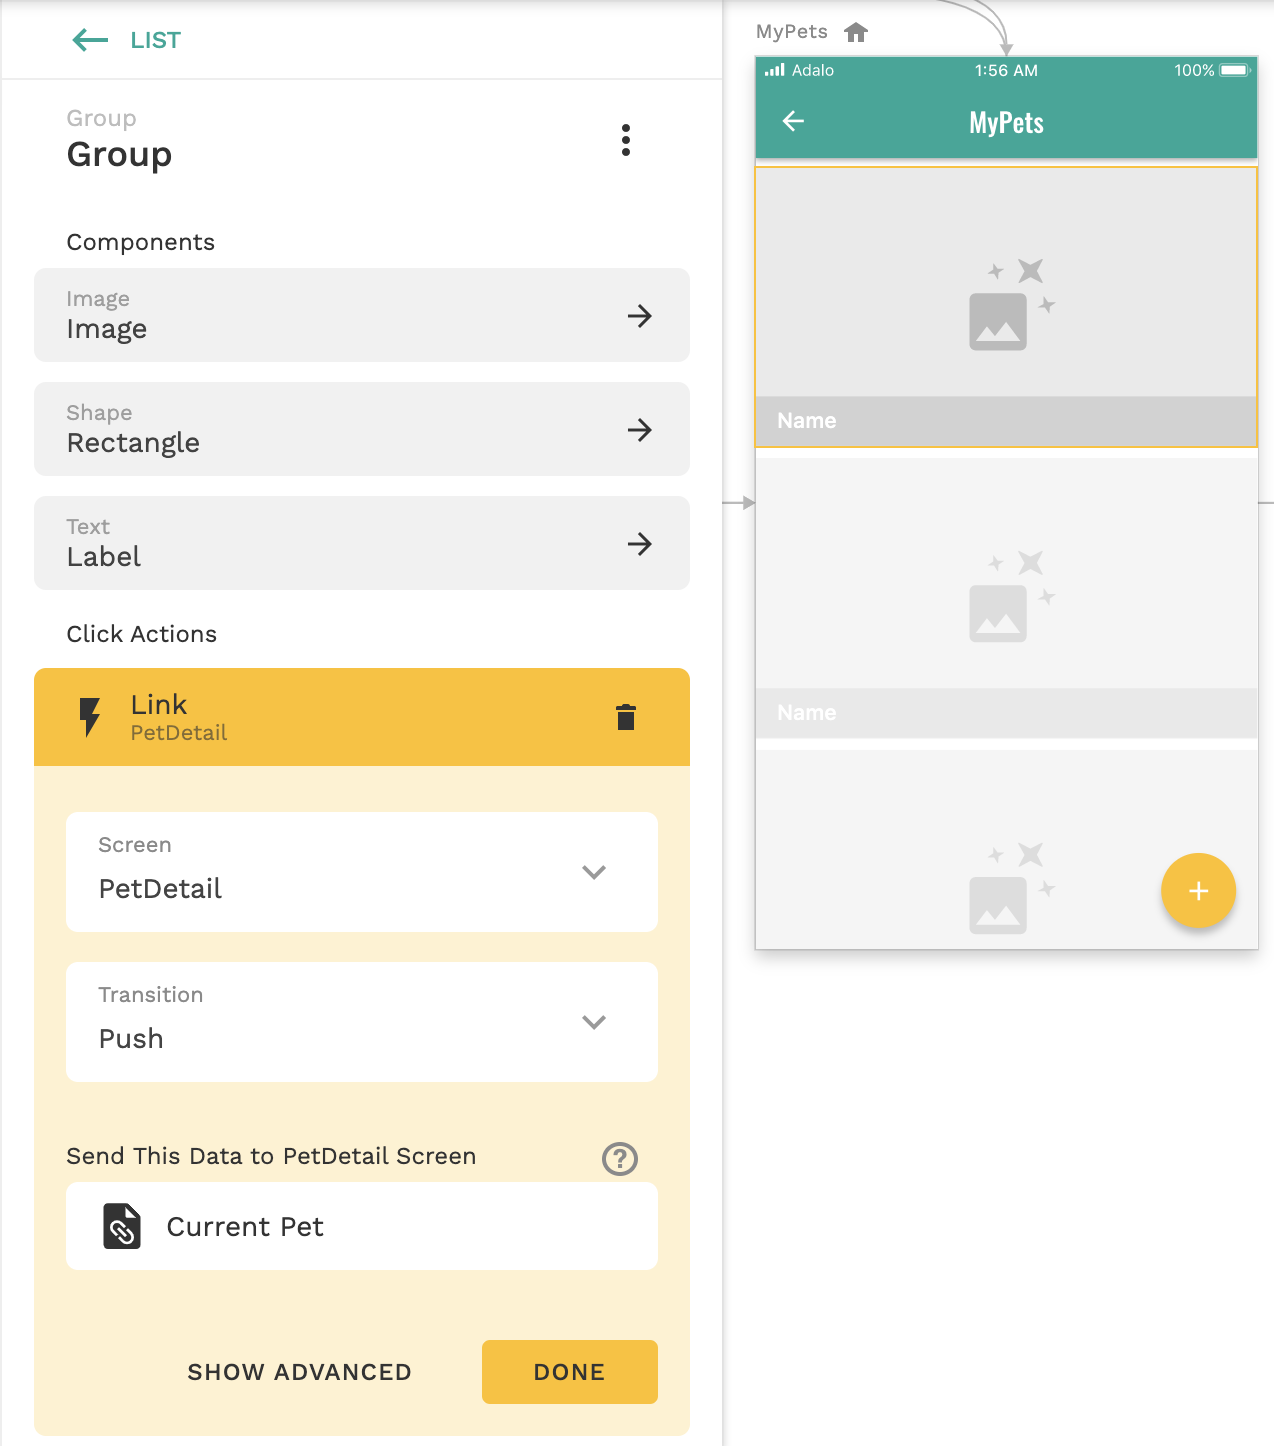 LIST
Group
Group
Components
Image
Image
Shape
Rectangle
Text
Label
Click Actions
Link
PetDetail
Screen
PetDetail
Transition
Push
Send This Data to PetDetail Screen
?
Current Pet
SHOW ADVANCED
DONE
MyPets
Adalo
1:56 AM
100%
MyPets
Name
Name
+